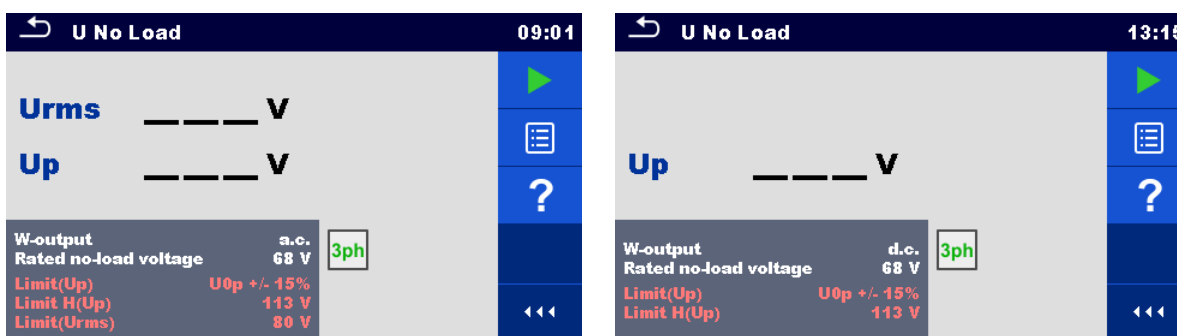 U No Load 09:01
Urms ___ V
Up ___ V
W-output a.c.
Rated no-load voltage 68 V
Limit(Up) U0p +/- 15%
Limit H(Up) 113 V
Limit(Urms) 80 V
3ph
?
U No Load 13:15
Up ___ V
W-output d.c.
Rated no-load voltage 68 V
Limit(Up) U0p +/- 15%
Limit H(Up) 113 V
3ph
?